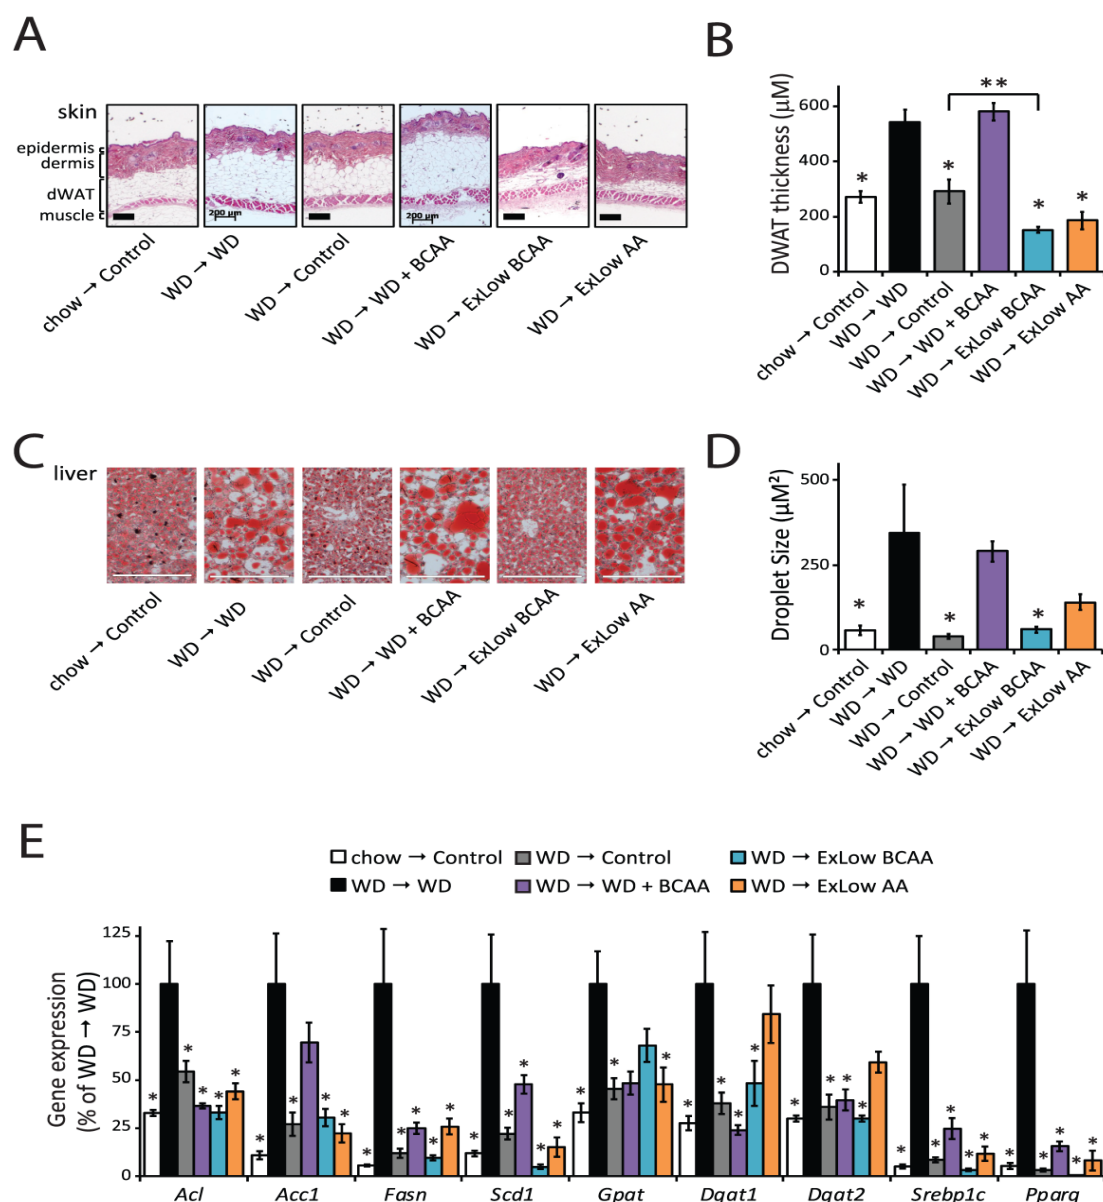 A
skin
epidermis
dermis
dWAT
muscle
200 µm
200 µm
chow → Control
WD → WD
WD → Control
WD → WD + BCAA
WD → ExLow BCAA
WD → ExLow AA
B
DWAT thickness (µM)
600
400
200
0
*
*
**
*
*
chow → Control
WD → WD
WD → Control
WD → WD + BCAA
WD → ExLow BCAA
WD → ExLow AA
C
liver
chow → Control
WD → WD
WD → Control
WD → WD + BCAA
WD → ExLow BCAA
WD → ExLow AA
D
Droplet Size (µM²)
500
250
0
*
*
*
chow → Control
WD → WD
WD → Control
WD → WD + BCAA
WD → ExLow BCAA
WD → ExLow AA
E
chow → Control WD → Control WD → ExLow BCAA
WD → WD WD → WD + BCAA WD → ExLow AA
Gene expression
(% of WD → WD)
125
100
75
50
25
0
* * * * *
* * * *
* * * * *
* * * * *
* * *
* * * *
* * * *
* * * * *
* * * * *
Acl Acc1 Fasn Scd1 Gpat Dgat1 Dgat2 Srebp1c Pparg